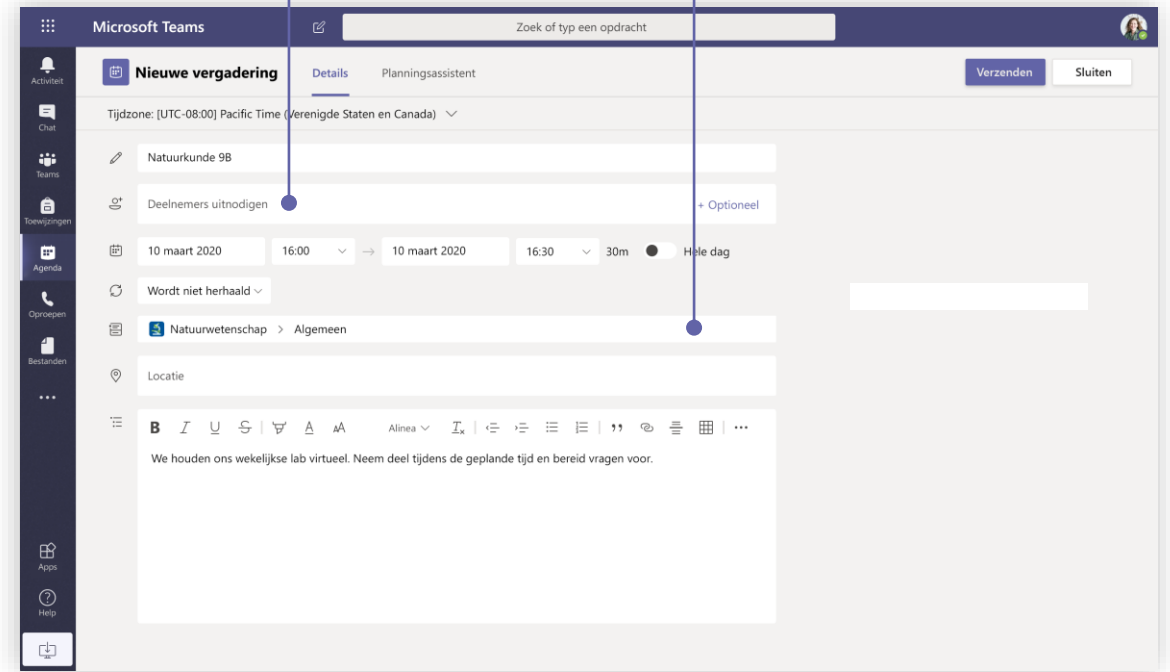 Microsoft Teams
Zoek of typ een opdracht
Activiteit
Chat
Teams
Toewijzingen
Agenda
Oproepen
Bestanden
Apps
Help
Nieuwe vergadering Details Planningsassistent Verzenden Sluiten
Tijdzone: [UTC-08:00] Pacific Time (Verenigde Staten en Canada)
Natuurkunde 9B
Deelnemers uitnodigen + Optioneel
10 maart 2020 16:00 → 10 maart 2020 16:30 30m Hele dag
Wordt niet herhaald
Natuurwetenschap > Algemeen
Locatie
B I U S A AA Alinea Tx
We houden ons wekelijkse lab virtueel. Neem deel tijdens de geplande tijd en bereid vragen voor.